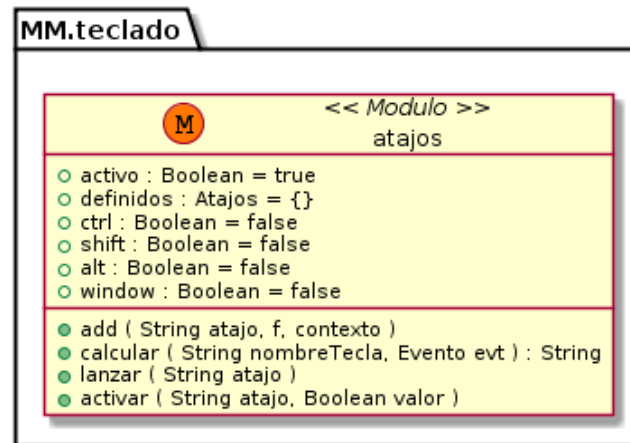 MM.teclado
M
<< Modulo >>
atajos
activo : Boolean = true
definidos : Atajos = {}
ctrl : Boolean = false
shift : Boolean = false
alt : Boolean = false
window : Boolean = false
add ( String atajo, f, contexto )
calcular ( String nombreTecla, Evento evt ) : String
lanzar ( String atajo )
activar ( String atajo, Boolean valor )